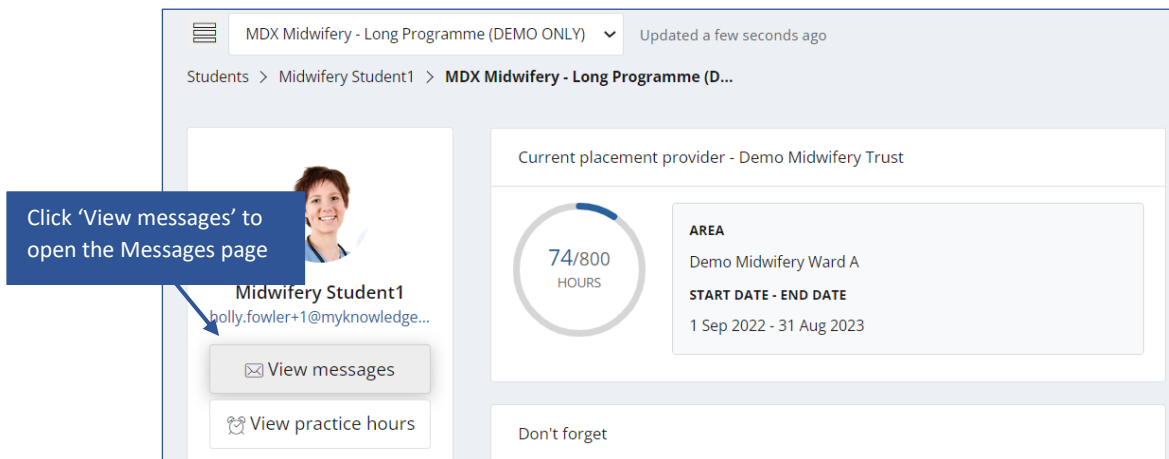 MDX Midwifery - Long Programme (DEMO ONLY)
Updated a few seconds ago
Students > Midwifery Student1 > MDX Midwifery - Long Programme (D...
Click ‘View messages’ to
open the Messages page
Midwifery Student1
holly.fowler+1@myknowledge...
View messages
View practice hours
Current placement provider - Demo Midwifery Trust
74/800
HOURS
AREA
Demo Midwifery Ward A
START DATE - END DATE
1 Sep 2022 - 31 Aug 2023
Don't forget